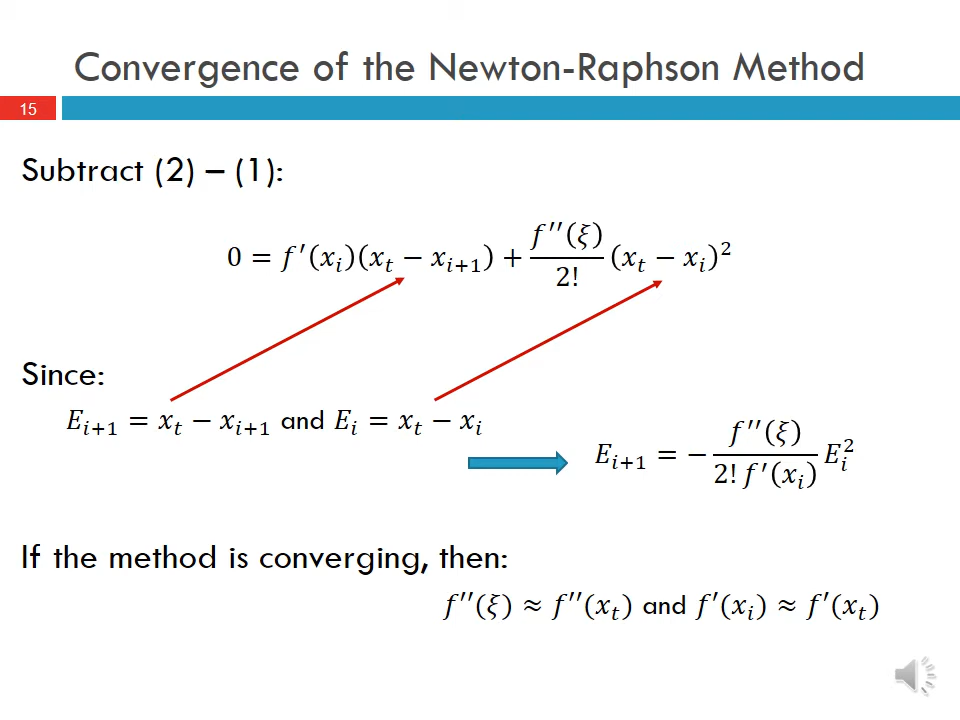 Convergence of the Newton-Raphson Method
15
Subtract (2) – (1):
0 = f′(xᵢ)(xₜ − xᵢ₊₁) + f′′(ξ)/2! (xₜ − xᵢ)²
Since:
Eᵢ₊₁ = xₜ − xᵢ₊₁ and Eᵢ = xₜ − xᵢ
Eᵢ₊₁ = − f′′(ξ)/2! f′(xᵢ) Eᵢ²
If the method is converging, then:
f′′(ξ) ≈ f′′(xₜ) and f′(xᵢ) ≈ f′(xₜ)